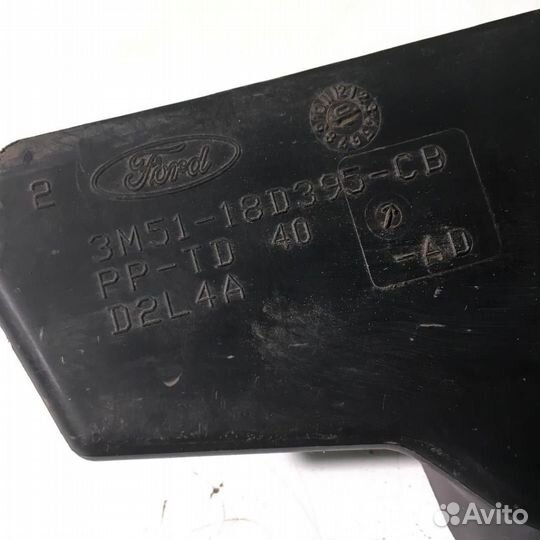 2
Ford
3M51-18D395-CB
PP-TD 40
-AD
D2L4A
Avito